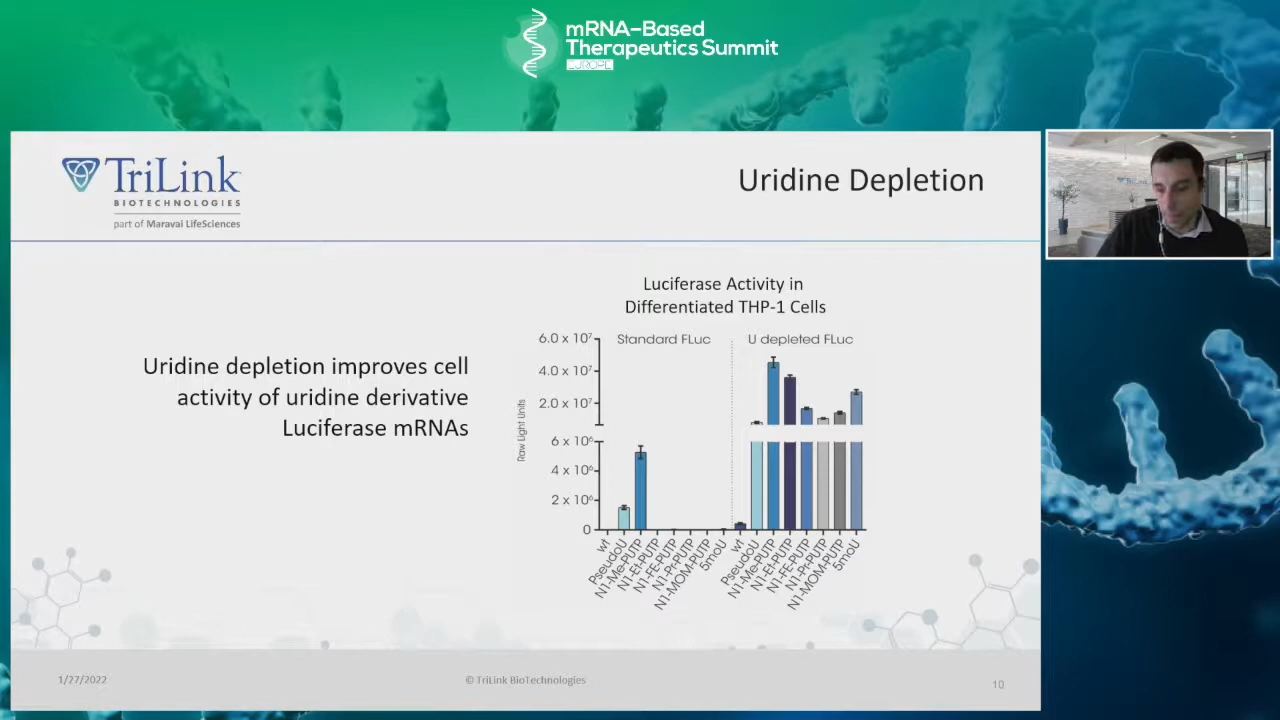 mRNA-Based
Therapeutics Summit
EUROPE
TriLink
BIOTECHNOLOGIES
part of Maravai LifeSciences
Uridine Depletion
Uridine depletion improves cell
activity of uridine derivative
Luciferase mRNAs
Luciferase Activity in
Differentiated THP-1 Cells
Standard FLuc
U depleted FLuc
Raw Light Units
6.0 x 10⁷
4.0 x 10⁷
2.0 x 10⁷
6 x 10⁶
4 x 10⁶
2 x 10⁶
0
wt
PseudoU
N1-Me-PUTP
N1-Et-PUTP
N1-FE-PUTP
N1-Pr-PUTP
N1-MOM-PUTP
5moU
wt
PseudoU
N1-Me-PUTP
N1-Et-PUTP
N1-FE-PUTP
N1-Pr-PUTP
N1-MOM-PUTP
5moU
1/27/2022
© TriLink BioTechnologies
10